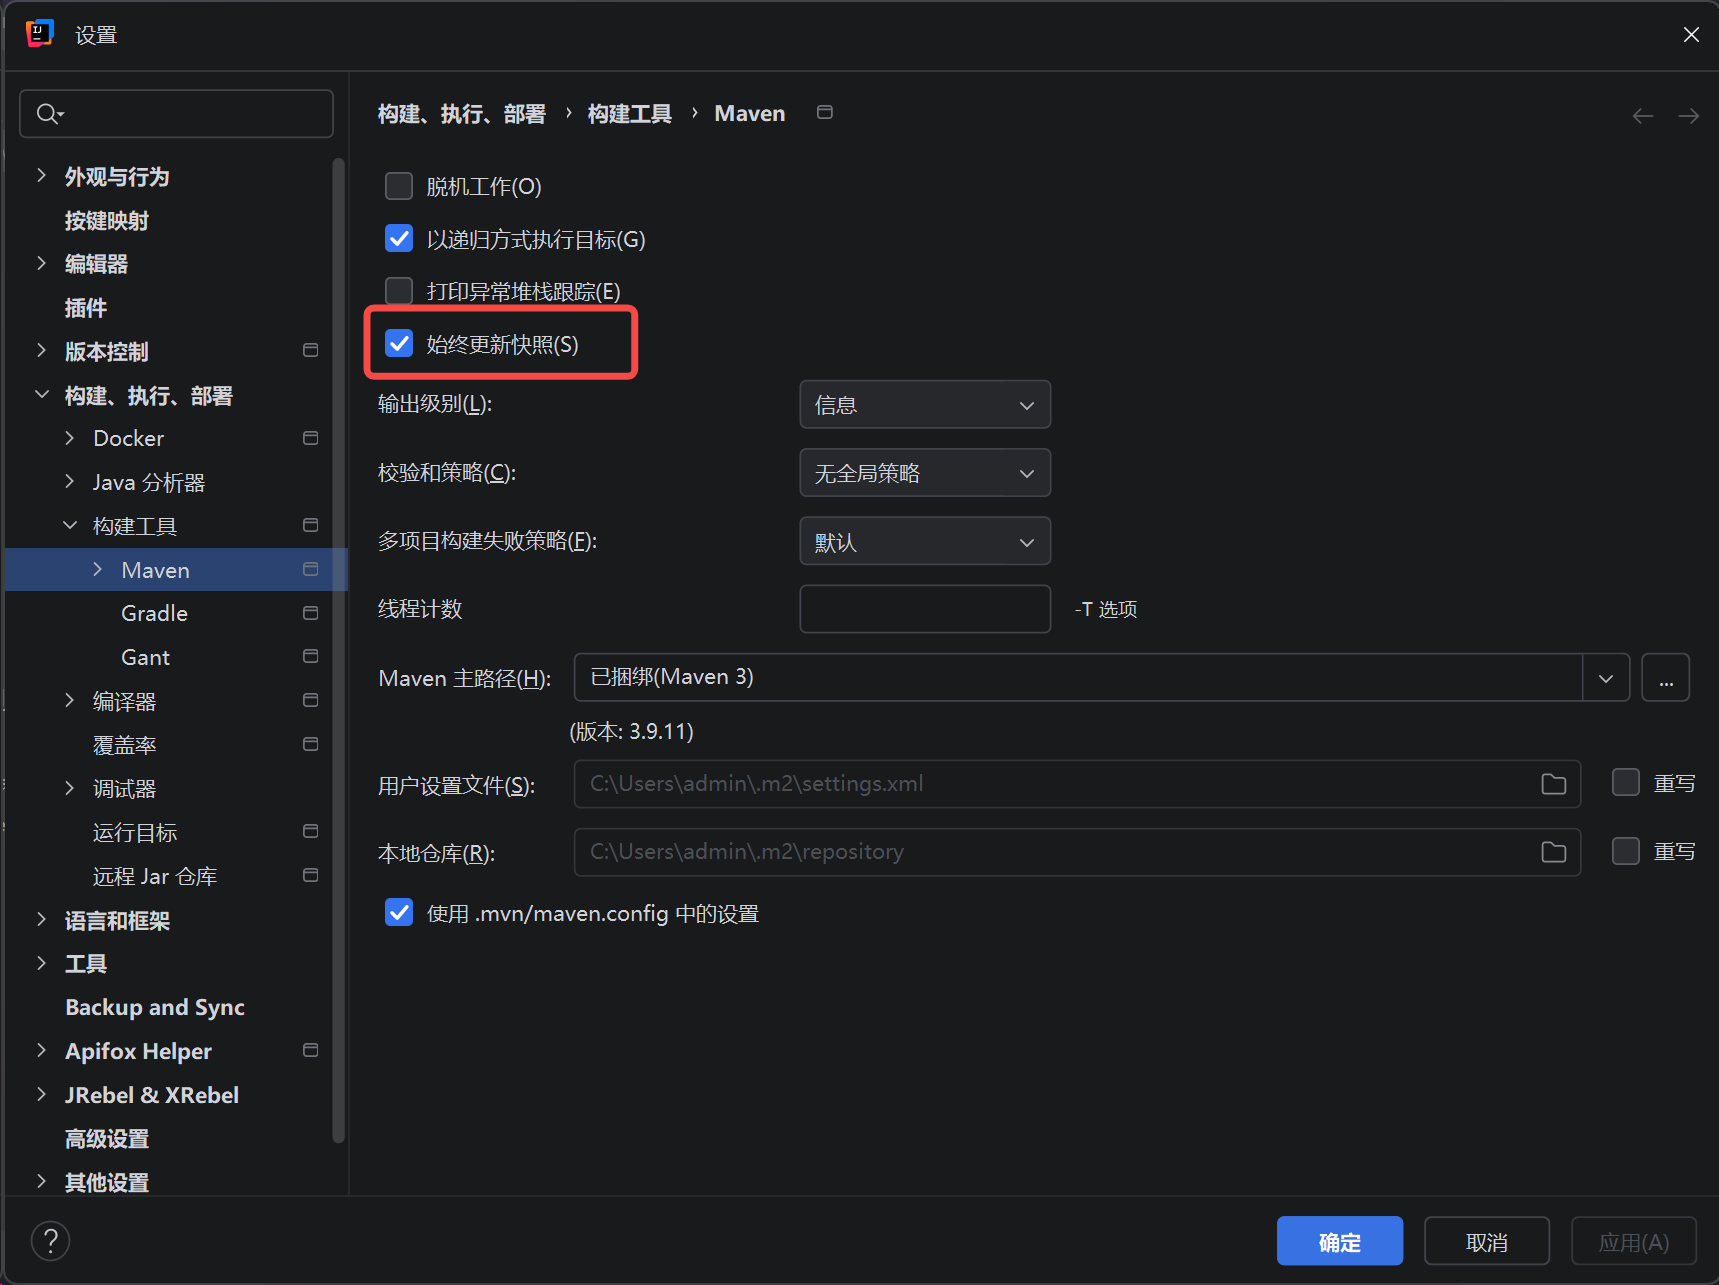 设置
构建、执行、部署 › 构建工具 › Maven
外观与行为
按键映射
编辑器
插件
版本控制
构建、执行、部署
Docker
Java 分析器
构建工具
Maven
Gradle
Gant
编译器
覆盖率
调试器
运行目标
远程 Jar 仓库
语言和框架
工具
Backup and Sync
Apifox Helper
JRebel & XRebel
高级设置
其他设置
脱机工作(O)
以递归方式执行目标(G)
打印异常堆栈跟踪(E)
始终更新快照(S)
输出级别(L): 信息
校验和策略(C): 无全局策略
多项目构建失败策略(F): 默认
线程计数 -T 选项
Maven 主路径(H): 已捆绑(Maven 3) ...
(版本: 3.9.11)
用户设置文件(S): C:\Users\admin\.m2\settings.xml 重写
本地仓库(R): C:\Users\admin\.m2\repository 重写
使用 .mvn/maven.config 中的设置
? 确定 取消 应用(A)